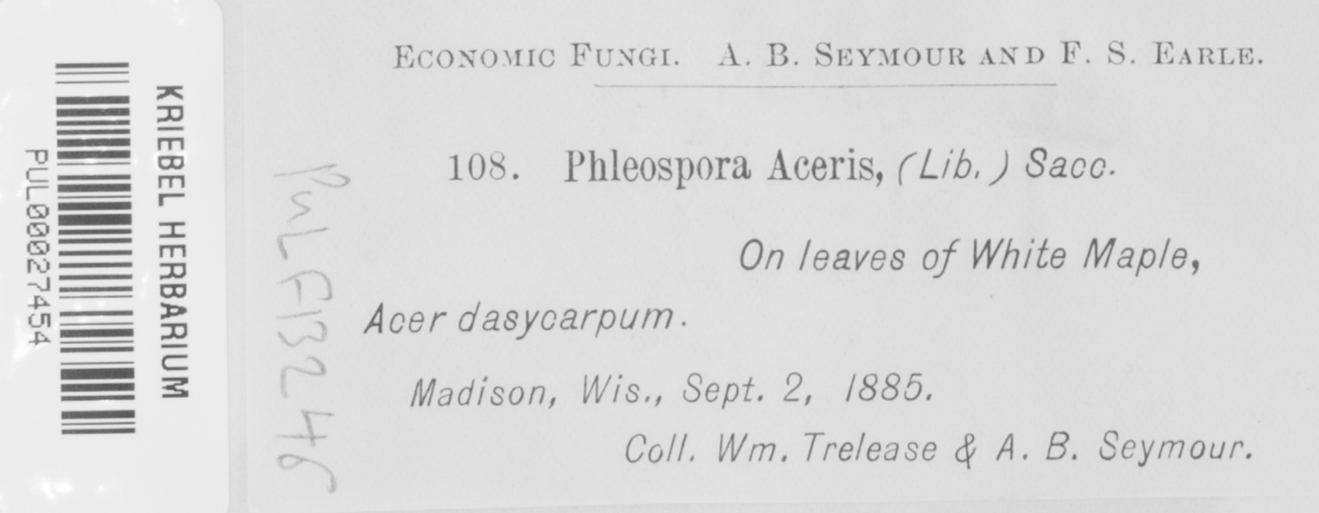 KRIEBEL HERBARIUM
PUL00027454
PUL F13246
ECONOMIC FUNGI. A. B. SEYMOUR AND F. S. EARLE.
108. Phleospora Aceris, (Lib.) Sacc.
On leaves of White Maple,
Acer dasycarpum.
Madison, Wis., Sept. 2, 1885.
Coll. Wm. Trelease & A. B. Seymour.